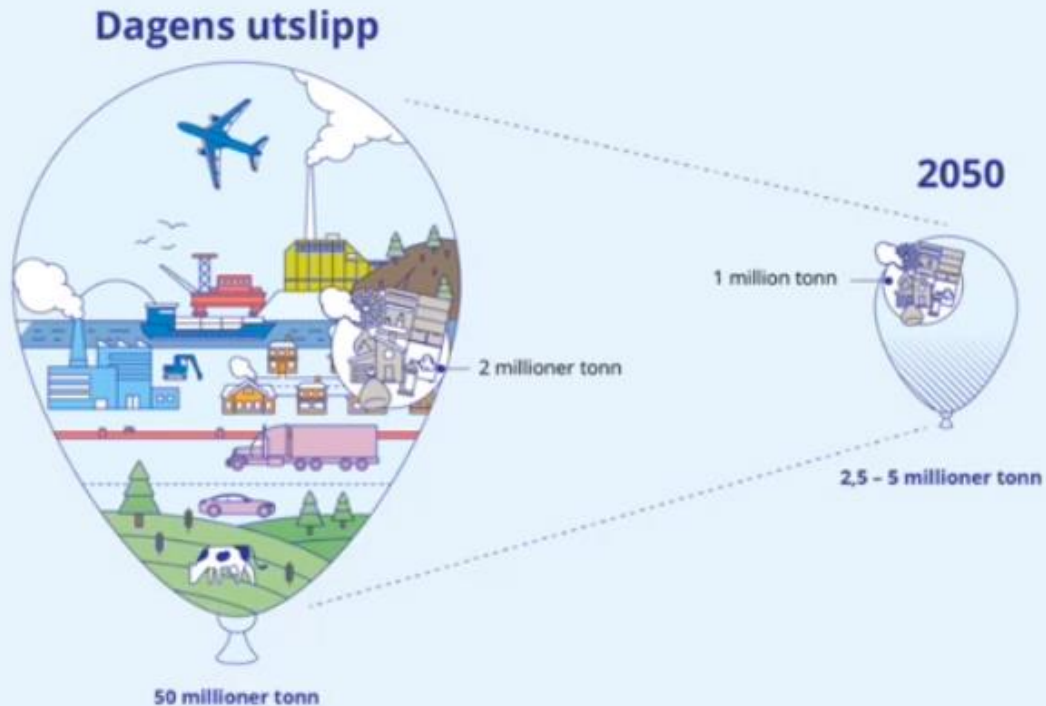 Dagens utslipp
2050
1 million tonn
2 millioner tonn
2,5 – 5 millioner tonn
50 millioner tonn